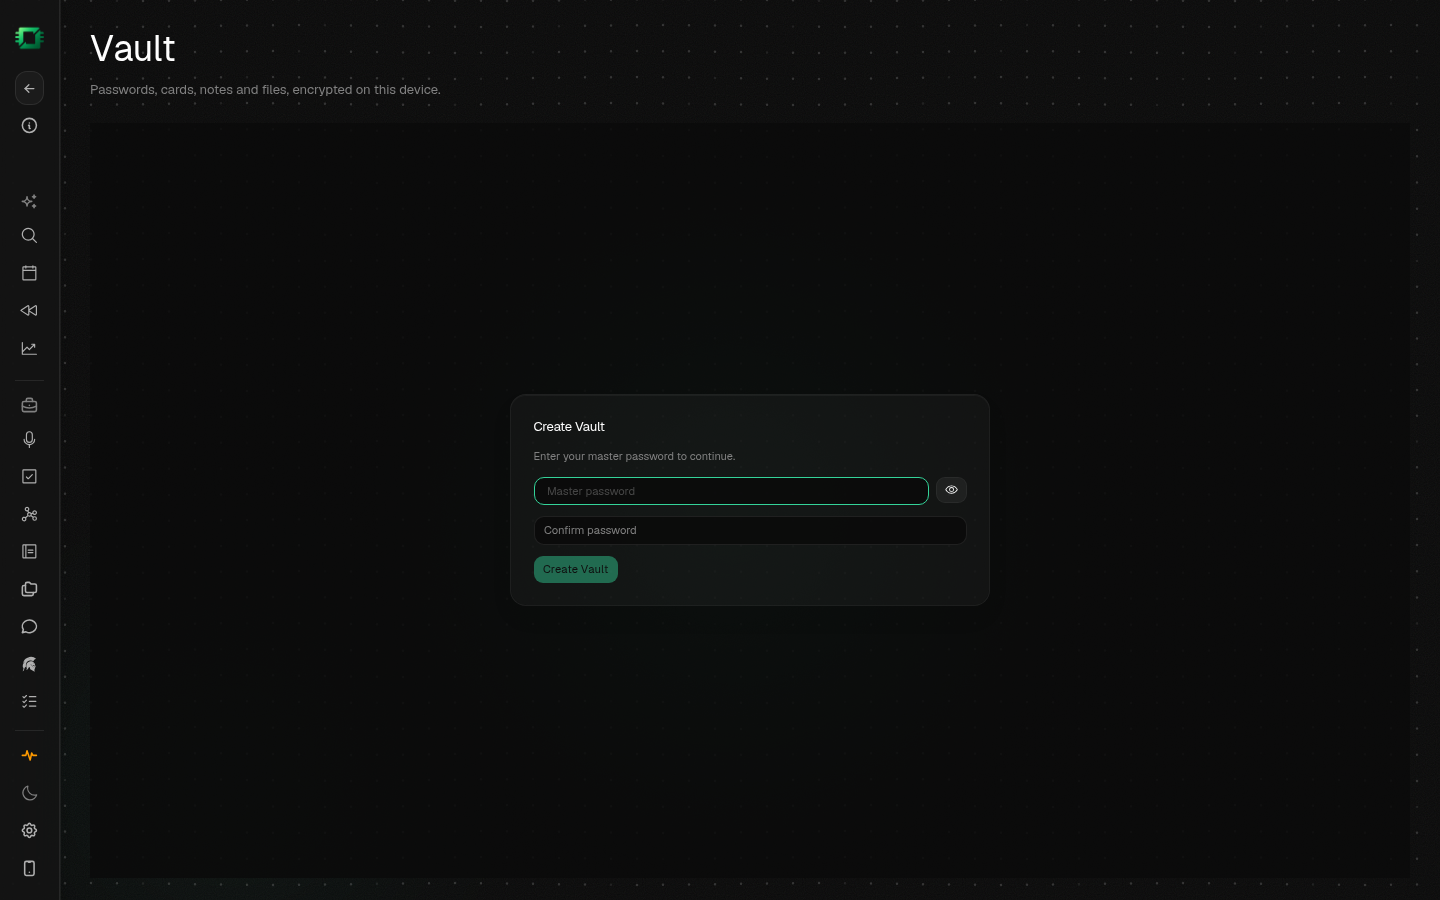 Vault
Passwords, cards, notes and files, encrypted on this device.
Create Vault
Enter your master password to continue.
Master password
Confirm password
Create Vault